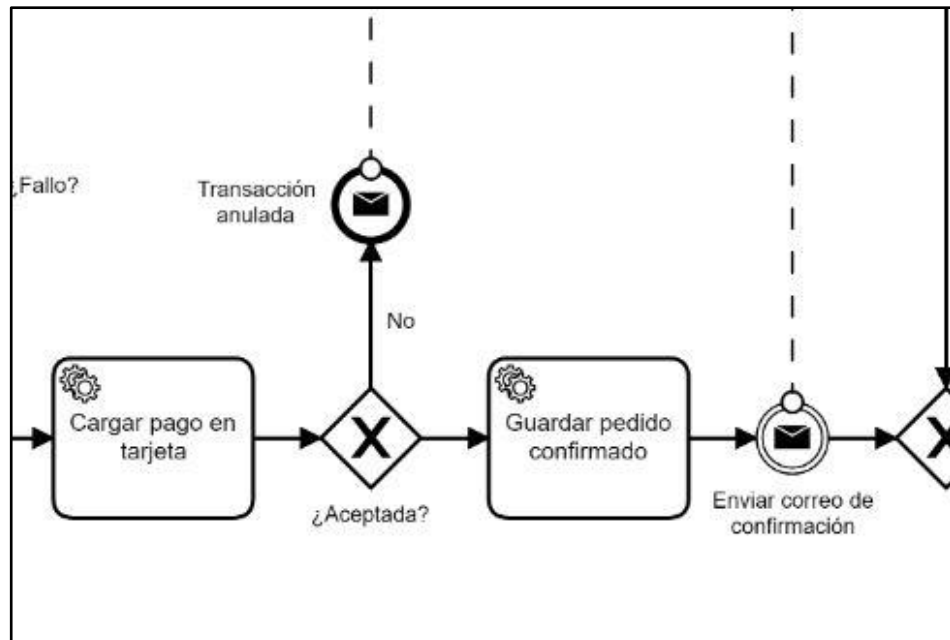 ¿Fallo?
Transacción
anulada
No
Cargar pago en
tarjeta
¿Aceptada?
Guardar pedido
confirmado
Enviar correo de
confirmación